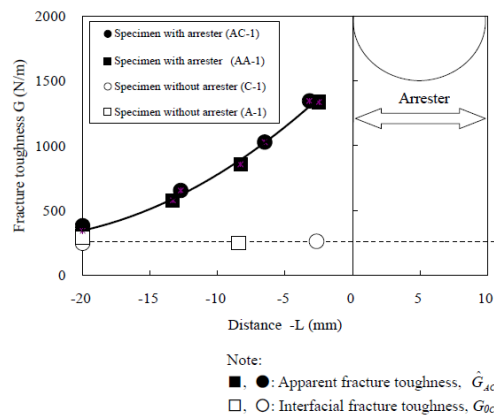 Fracture toughness G (N/m)
2000
1500
1000
500
0
Specimen with arrester (AC-1)
Specimen with arrester (AA-1)
Specimen without arrester (C-1)
Specimen without arrester (A-1)
Arrester
-20 -15 -10 -5 0 5 10
Distance -L (mm)
Note:
■, ●: Apparent fracture toughness, ĜAC
□, ○: Interfacial fracture toughness, G0C